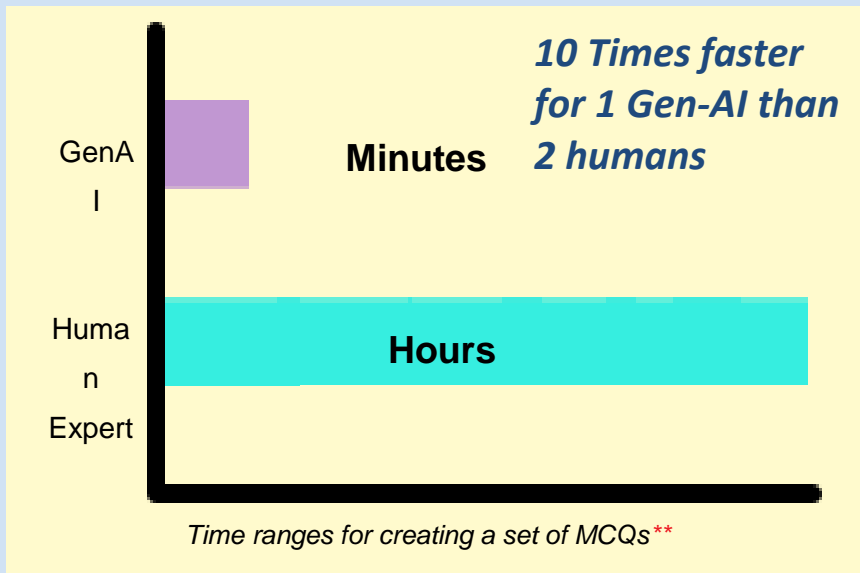 10 Times faster
for 1 Gen-AI than
2 humans
GenA
I
Minutes
Huma
n
Expert
Hours
Time ranges for creating a set of MCQs**